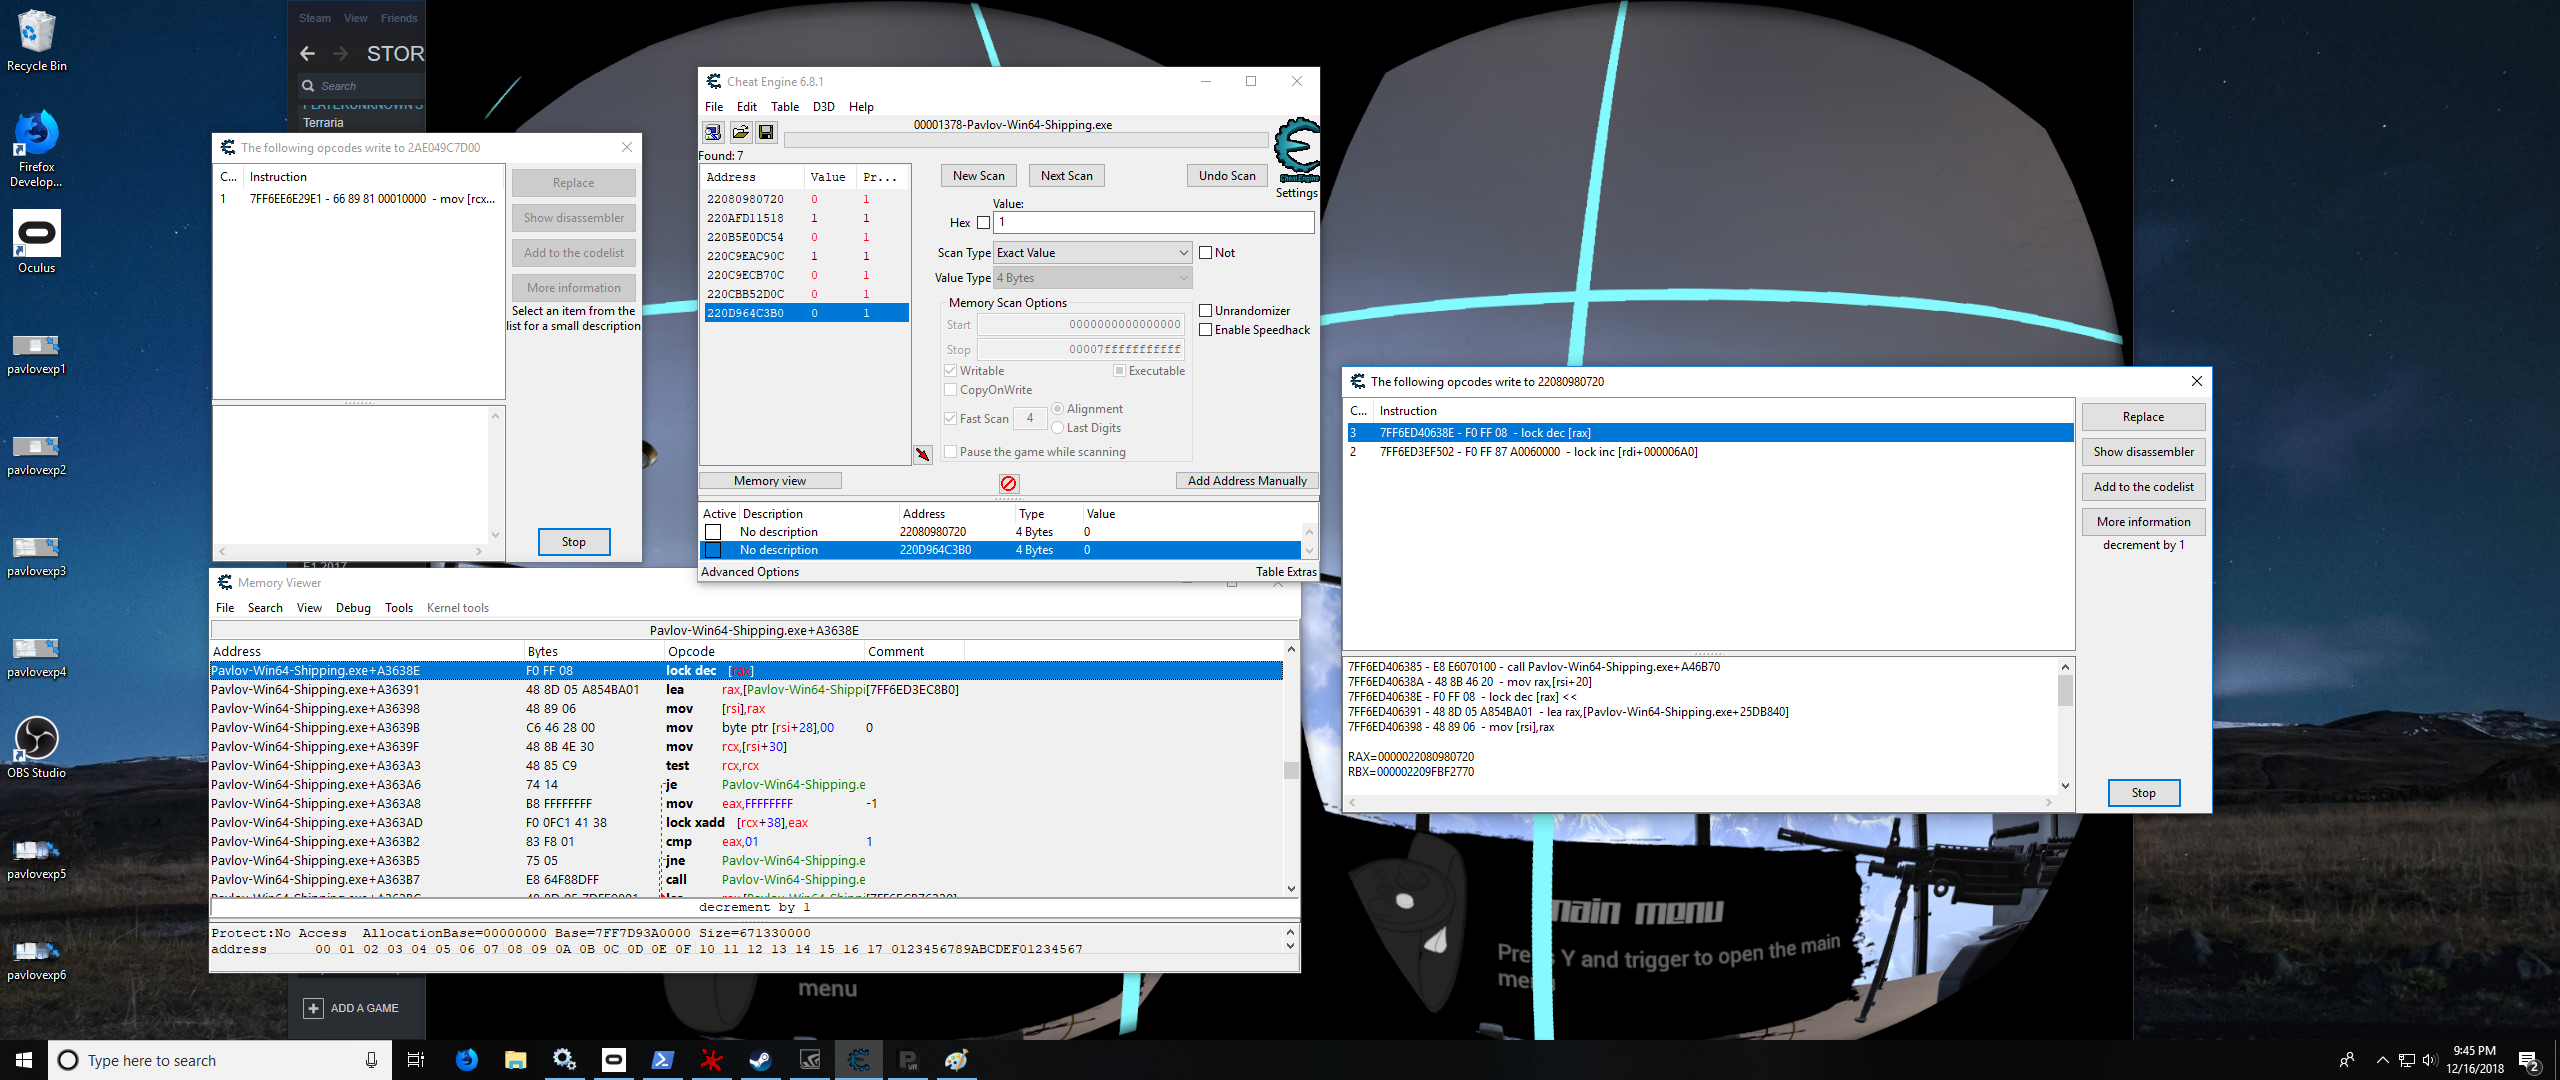 Recycle Bin
Firefox
Develop...
Oculus
pavlovexp1
pavlovexp2
pavlovexp3
pavlovexp4
OBS Studio
pavlovexp5
pavlovexp6
Steam View Friends
STOR
Search
PLAYERUNKNOWN'S
Terraria
F1 2017
ADD A GAME
The following opcodes write to 2AE049C7D00
C... Instruction
1 7FF6EE6E29E1 - 66 89 81 00010000 - mov [rcx...
Replace
Show disassembler
Add to the codelist
More information
Select an item from the
list for a small description
Stop
Cheat Engine 6.8.1
File Edit Table D3D Help
00001378-Pavlov-Win64-Shipping.exe
Found: 7
Address Value Pr...
22080980720 0 1
220AFD11518 1 1
220B5E0DC54 0 1
220C9EAC90C 1 1
220C9ECB70C 0 1
220CBB52D0C 0 1
220D964C3B0 0 1
New Scan Next Scan Undo Scan
Cheat Engine
Settings
Value:
Hex 1
Scan Type Exact Value Not
Value Type 4 Bytes
Memory Scan Options
Start 0000000000000000
Stop 00007fffffffffff
Writable Executable
CopyOnWrite
Fast Scan 4 Alignment
Last Digits
Pause the game while scanning
Unrandomizer
Enable Speedhack
Memory view Add Address Manually
Active Description Address Type Value
No description 22080980720 4 Bytes 0
No description 220D964C3B0 4 Bytes 0
Advanced Options Table Extras
Memory Viewer
File Search View Debug Tools Kernel tools
Pavlov-Win64-Shipping.exe+A3638E
Address Bytes Opcode Comment
Pavlov-Win64-Shipping.exe+A3638E F0 FF 08 lock dec [rax]
Pavlov-Win64-Shipping.exe+A36391 48 8D 05 A854BA01 lea rax,[Pavlov-Win64-Shippi[7FF6ED3EC8B0]
Pavlov-Win64-Shipping.exe+A36398 48 89 06 mov [rsi],rax
Pavlov-Win64-Shipping.exe+A3639B C6 46 28 00 mov byte ptr [rsi+28],00 0
Pavlov-Win64-Shipping.exe+A3639F 48 8B 4E 30 mov rcx,[rsi+30]
Pavlov-Win64-Shipping.exe+A363A3 48 85 C9 test rcx,rcx
Pavlov-Win64-Shipping.exe+A363A6 74 14 je Pavlov-Win64-Shipping.e
Pavlov-Win64-Shipping.exe+A363A8 B8 FFFFFFFF mov eax,FFFFFFFF -1
Pavlov-Win64-Shipping.exe+A363AD F0 0FC1 41 38 lock xadd [rcx+38],eax
Pavlov-Win64-Shipping.exe+A363B2 83 F8 01 cmp eax,01 1
Pavlov-Win64-Shipping.exe+A363B5 75 05 jne Pavlov-Win64-Shipping.e
Pavlov-Win64-Shipping.exe+A363B7 E8 64F88DFF call Pavlov-Win64-Shipping.e
decrement by 1
Protect:No Access AllocationBase=00000000 Base=7FF7D93A0000 Size=671330000
address 00 01 02 03 04 05 06 07 08 09 0A 0B 0C 0D 0E 0F 10 11 12 13 14 15 16 17 0123456789ABCDEF01234567
The following opcodes write to 22080980720
C... Instruction
3 7FF6ED40638E - F0 FF 08 - lock dec [rax]
2 7FF6ED3EF502 - F0 FF 87 A0060000 - lock inc [rdi+000006A0]
Replace
Show disassembler
Add to the codelist
More information
decrement by 1
7FF6ED406385 - E8 E6070100 - call Pavlov-Win64-Shipping.exe+A46B70
7FF6ED40638A - 48 8B 46 20 - mov rax,[rsi+20]
7FF6ED40638E - F0 FF 08 - lock dec [rax] <<
7FF6ED406391 - 48 8D 05 A854BA01 - lea rax,[Pavlov-Win64-Shipping.exe+25DB840]
7FF6ED406398 - 48 89 06 - mov [rsi],rax
RAX=0000022080980720
RBX=000002209FBF2770
Stop
menu
main menu
Press Y and trigger to open the main
menu
Type here to search
VR
9:45 PM
12/16/2018
2